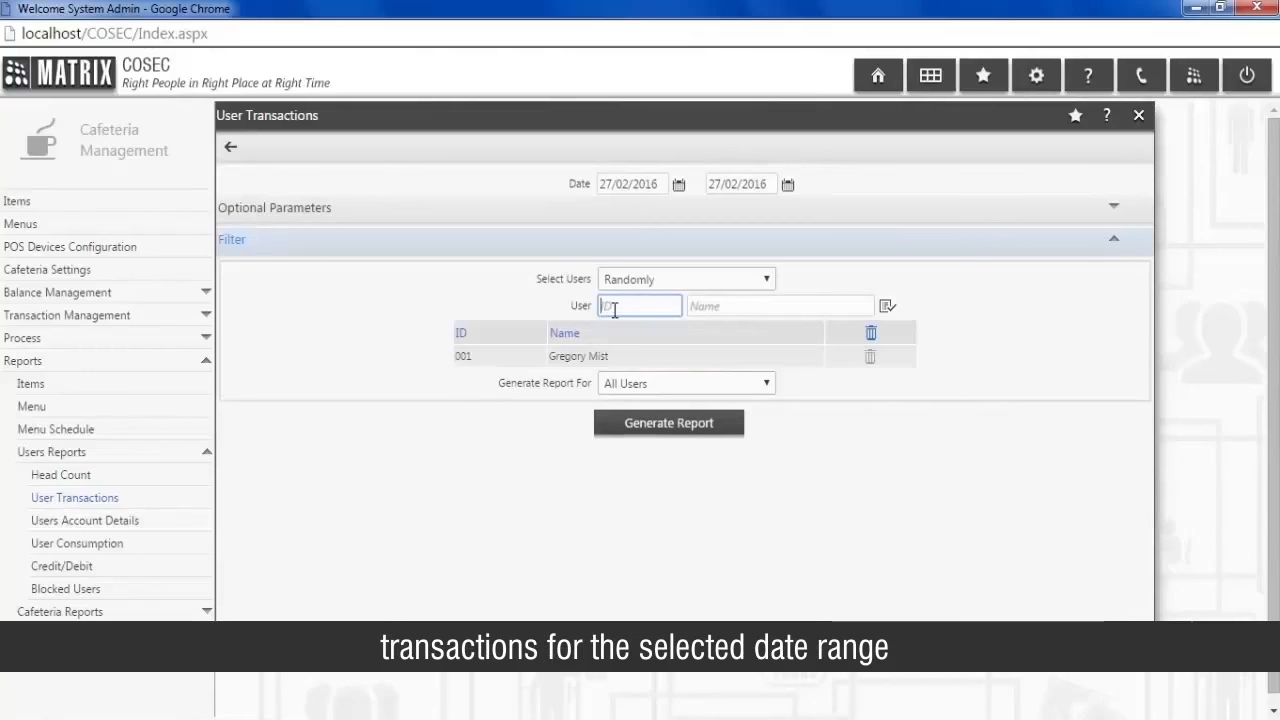 Welcome System Admin - Google Chrome
localhost/COSEC/Index.aspx
MATRIX COSEC
Right People in Right Place at Right Time
?
Cafeteria
Management
Items
Menus
POS Devices Configuration
Cafeteria Settings
Balance Management
Transaction Management
Process
Reports
Items
Menu
Menu Schedule
Users Reports
Head Count
User Transactions
Users Account Details
User Consumption
Credit/Debit
Blocked Users
Cafeteria Reports
User Transactions ?
Date 27/02/2016 27/02/2016
Optional Parameters
Filter
Select Users Randomly
User ID Name
ID Name
001 Gregory Mist
Generate Report For All Users
Generate Report
transactions for the selected date range